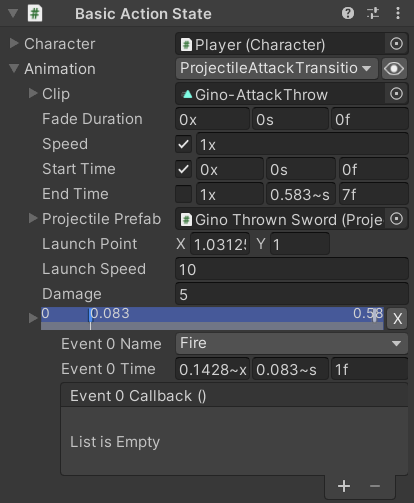 Basic Action State
Character Player (Character)
Animation ProjectileAttackTransitio
Clip Gino-AttackThrow
Fade Duration 0x 0s 0f
Speed 1x
Start Time 0x 0s 0f
End Time 1x 0.583~s 7f
Projectile Prefab Gino Thrown Sword (Proje
Launch Point X 1.0312 Y 1
Launch Speed 10
Damage 5
0 0.083 0.58 X
Event 0 Name Fire
Event 0 Time 0.1428~x 0.083~s 1f
Event 0 Callback ()
List is Empty
+ −